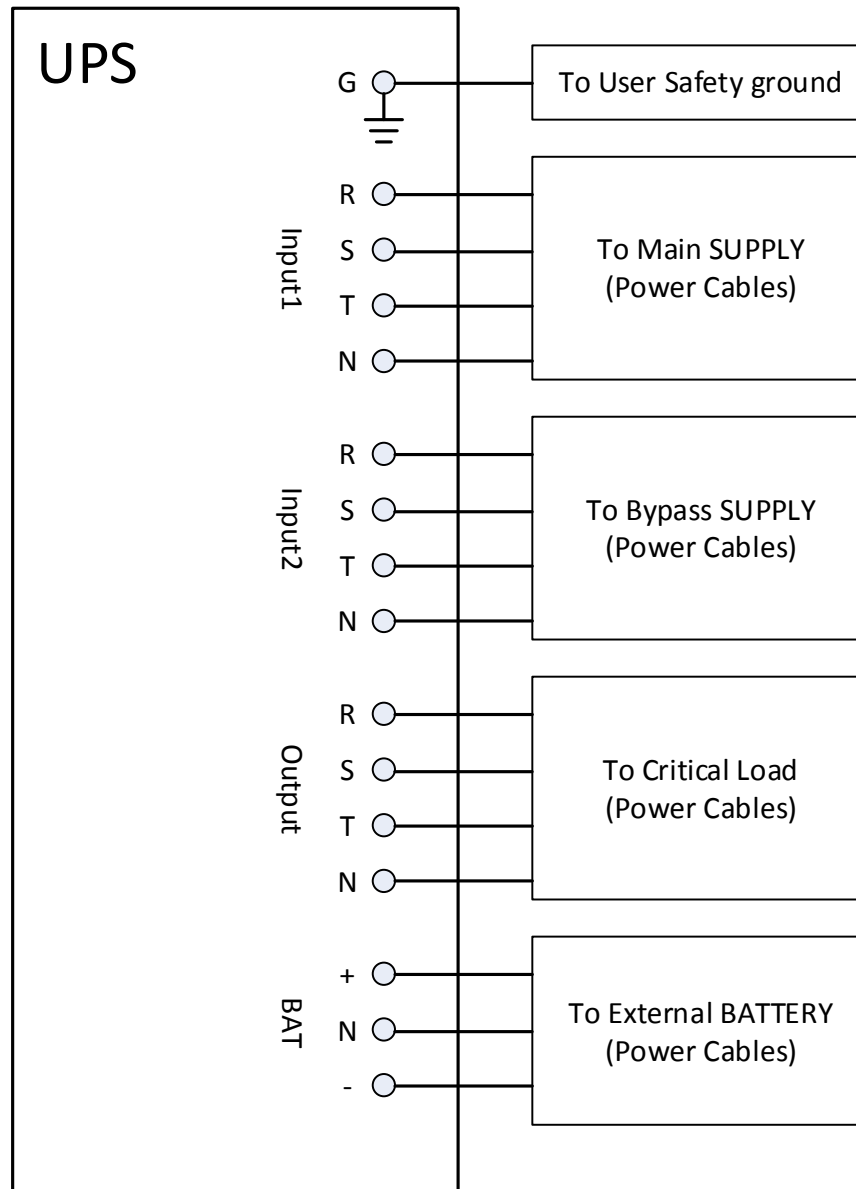 UPS
G
To User Safety ground
Input1
R
S
T
N
To Main SUPPLY
(Power Cables)
Input2
R
S
T
N
To Bypass SUPPLY
(Power Cables)
Output
R
S
T
N
To Critical Load
(Power Cables)
BAT
+
N
-
To External BATTERY
(Power Cables)